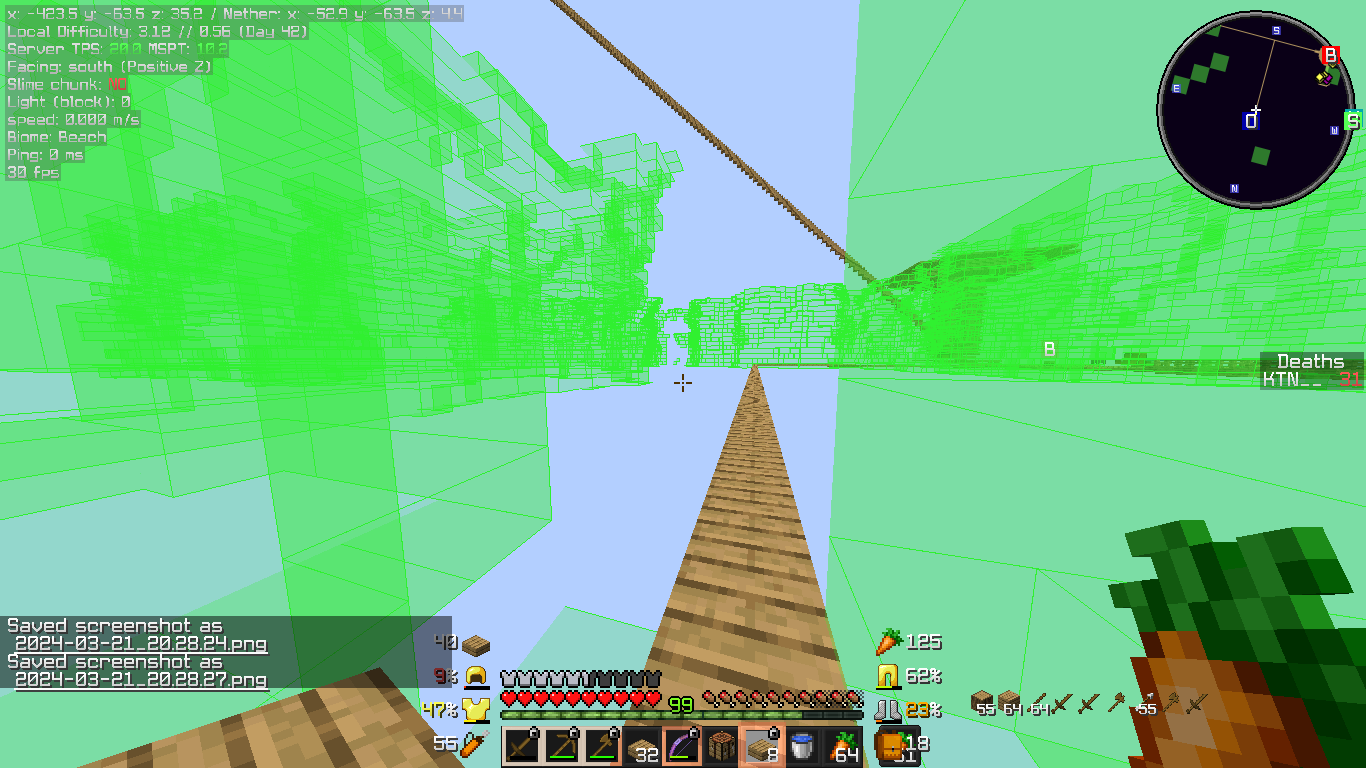 x: -423.5 y: -63.5 z: 35.2 / Nether: x: -52.9 y: -63.5 z: 4.4
Local Difficulty: 3.12 // 0.56 (Day 42)
Server TPS: 20.0 MSPT: 10.2
Facing: south (Positive Z)
Slime chunk: NO
Light (block): 0
speed: 0.000 m/s
Biome: Beach
Ping: 0 ms
30 fps
S
B
E
W
S
N
B
Deaths
KTN__ 31
Saved screenshot as
2024-03-21_20.28.24.png
Saved screenshot as
2024-03-21_20.28.27.png
40
9%
47%
55
99
125
62%
23%
18
55 64 64 55
32
8
64